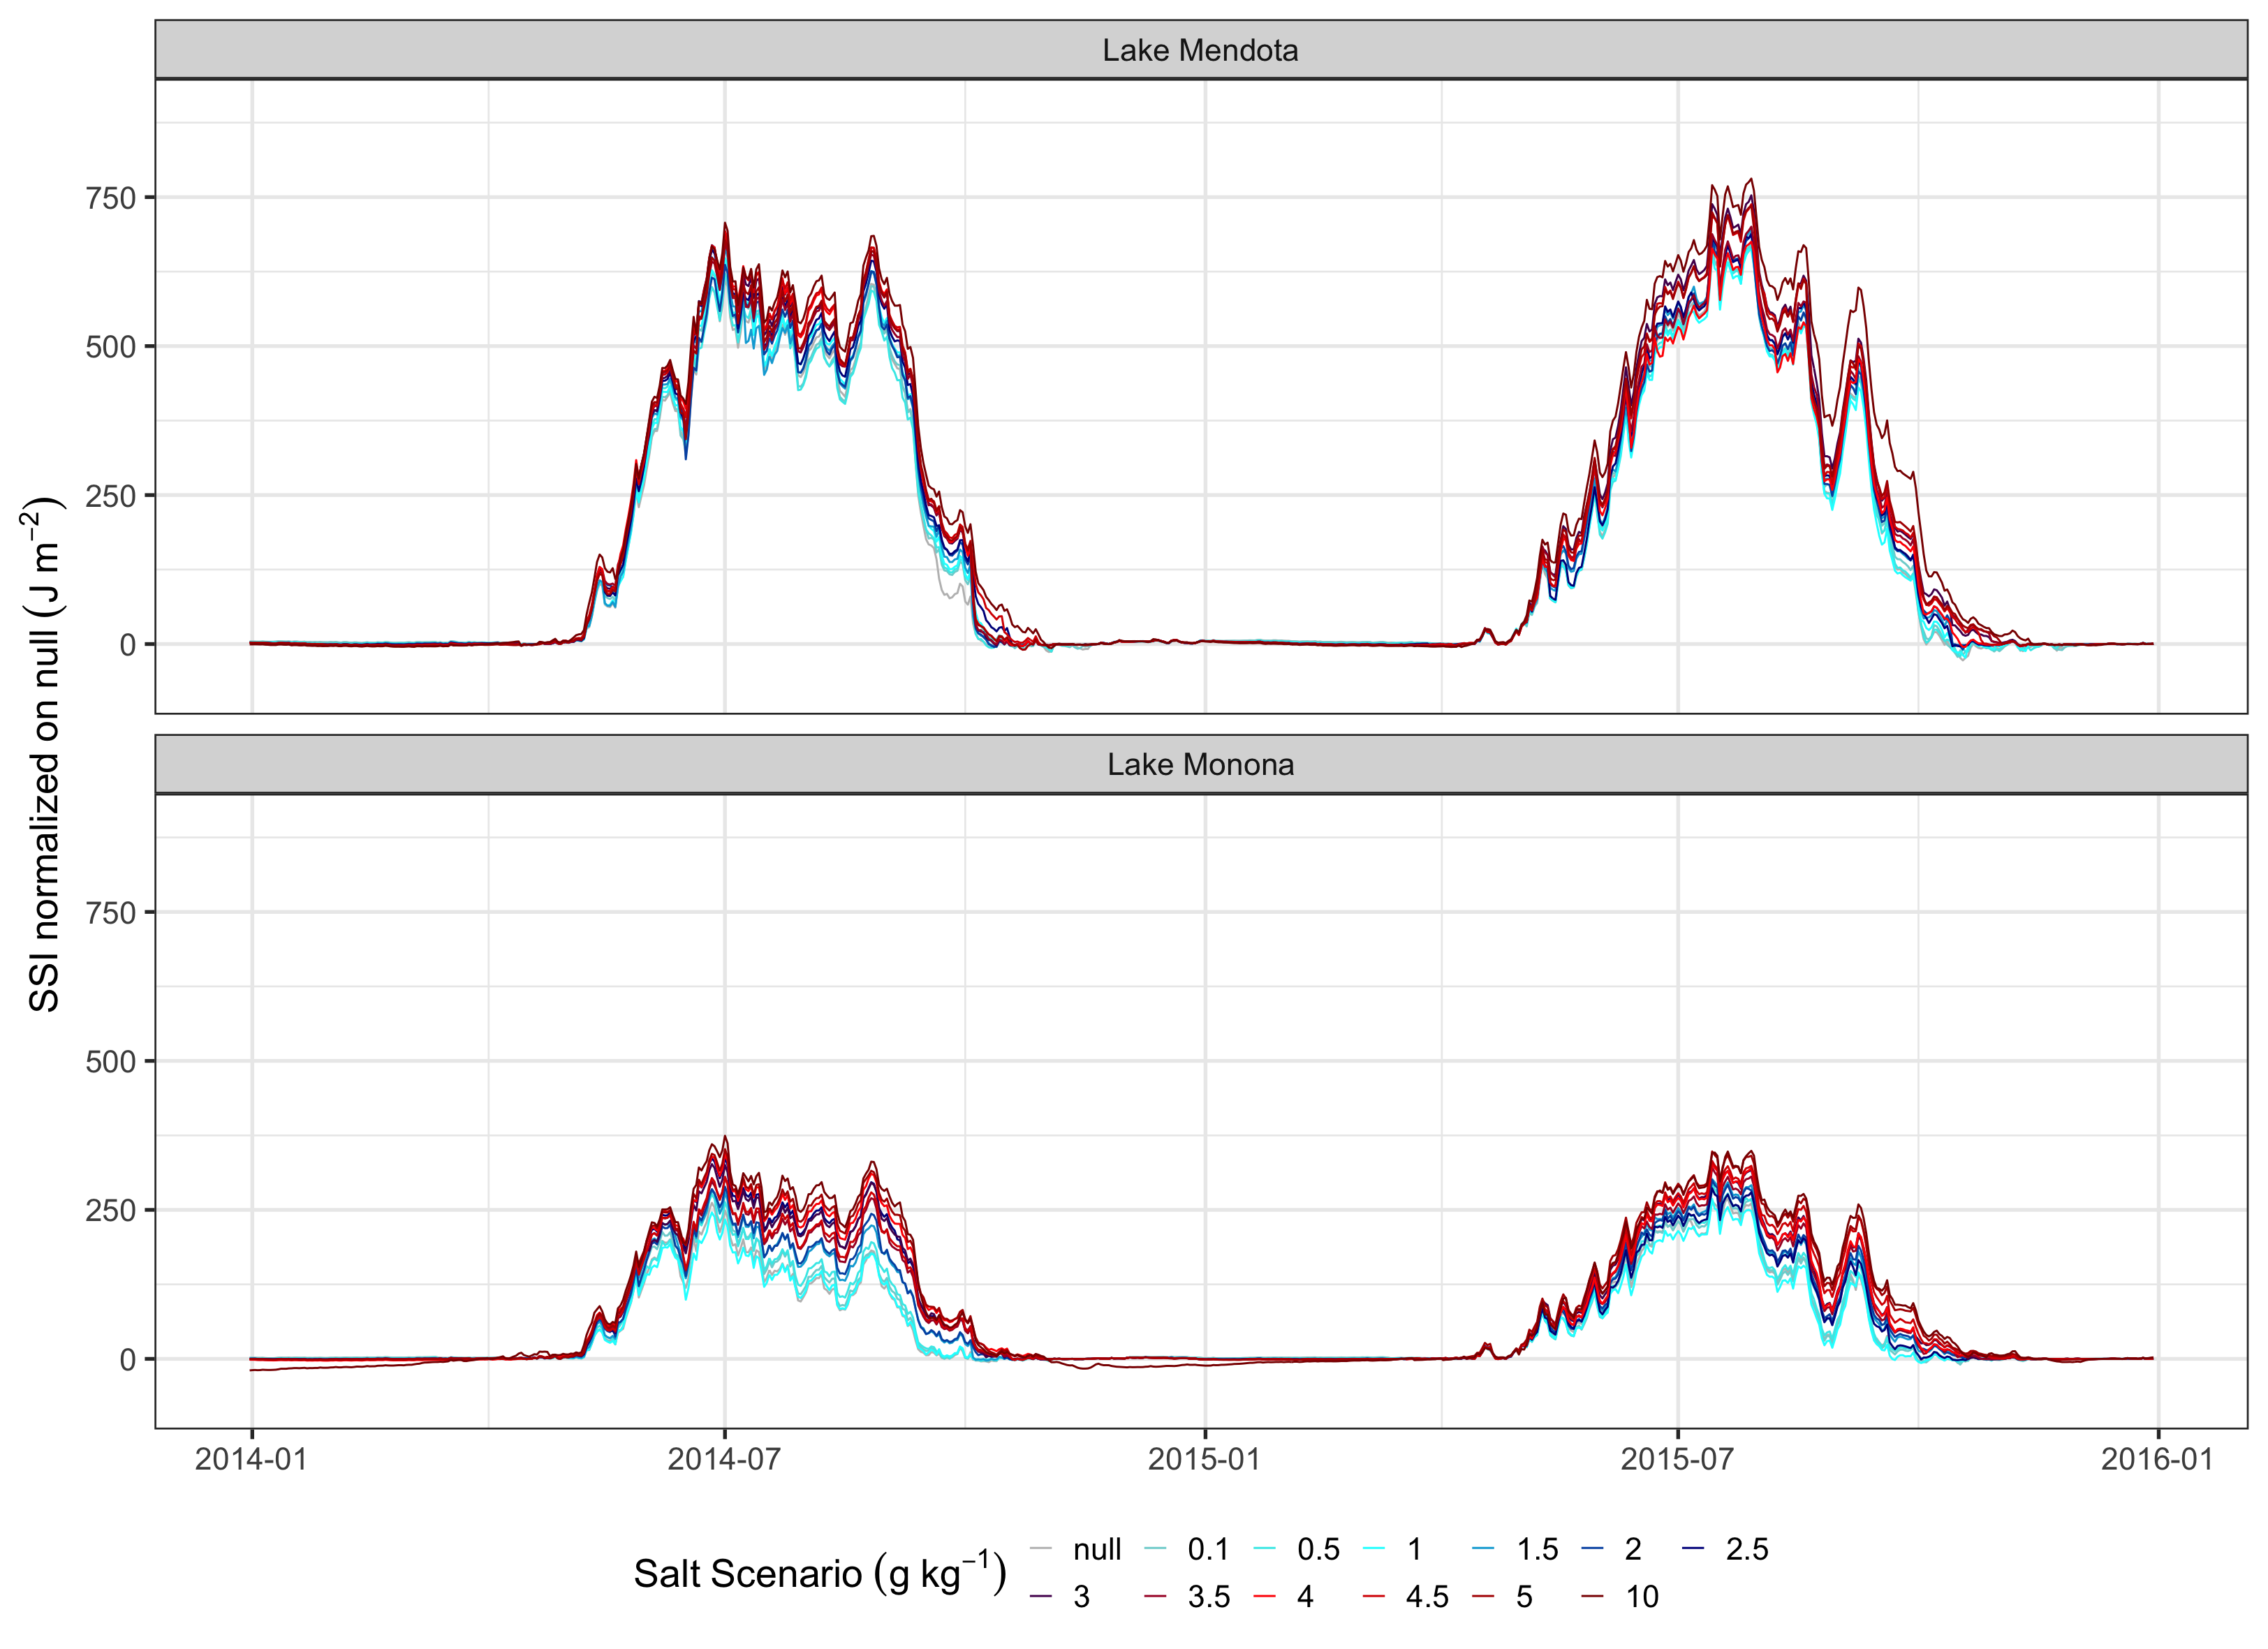 Lake Mendota
750
500
250
0
Lake Monona
750
500
250
0
SSI normalized on null (J m⁻²)
2014-01 2014-07 2015-01 2015-07 2016-01
Salt Scenario (g kg⁻¹)
null 0.1 0.5 1 1.5 2 2.5
3 3.5 4 4.5 5 10